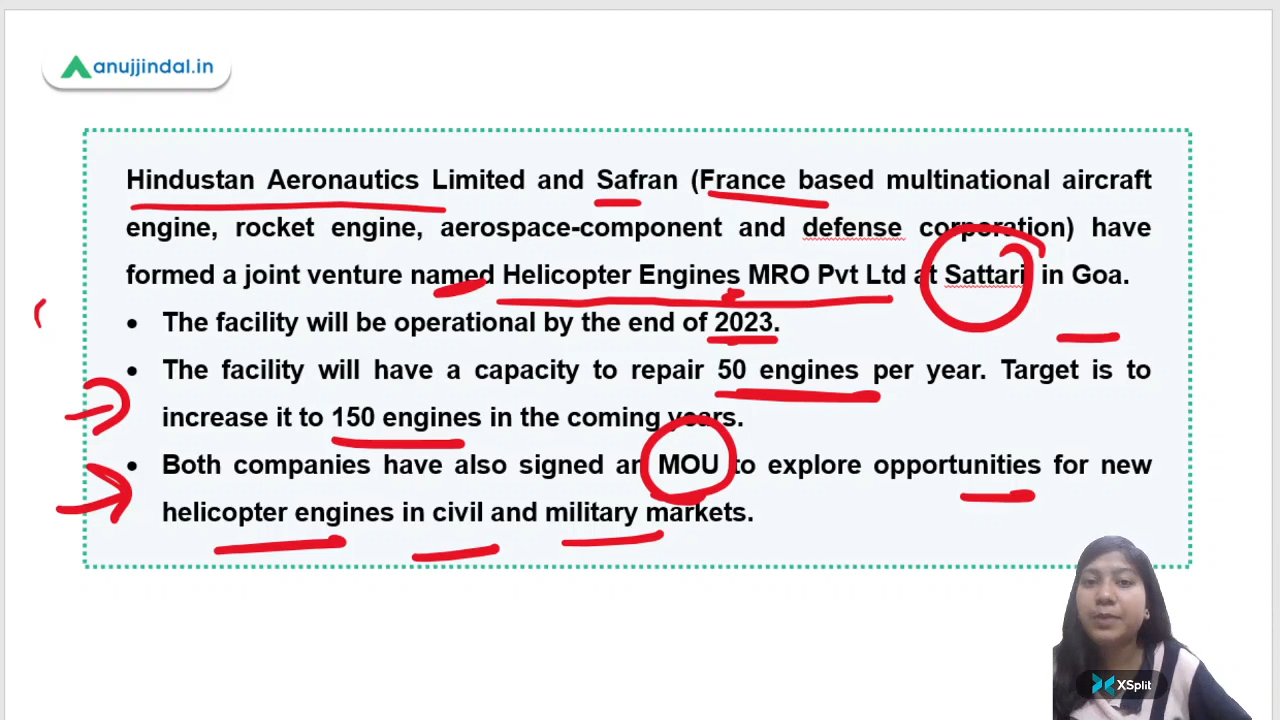 anujjindal.in
Hindustan Aeronautics Limited and Safran (France based multinational aircraft
engine, rocket engine, aerospace-component and defense corporation) have
formed a joint venture named Helicopter Engines MRO Pvt Ltd at Sattari in Goa.
• The facility will be operational by the end of 2023.
• The facility will have a capacity to repair 50 engines per year. Target is to
increase it to 150 engines in the coming years.
• Both companies have also signed an MOU to explore opportunities for new
helicopter engines in civil and military markets.
XSplit